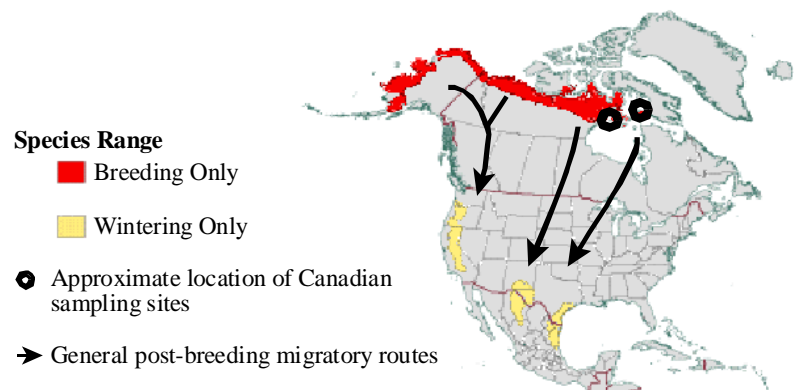 Species Range
Breeding Only
Wintering Only
Approximate location of Canadian
sampling sites
General post-breeding migratory routes